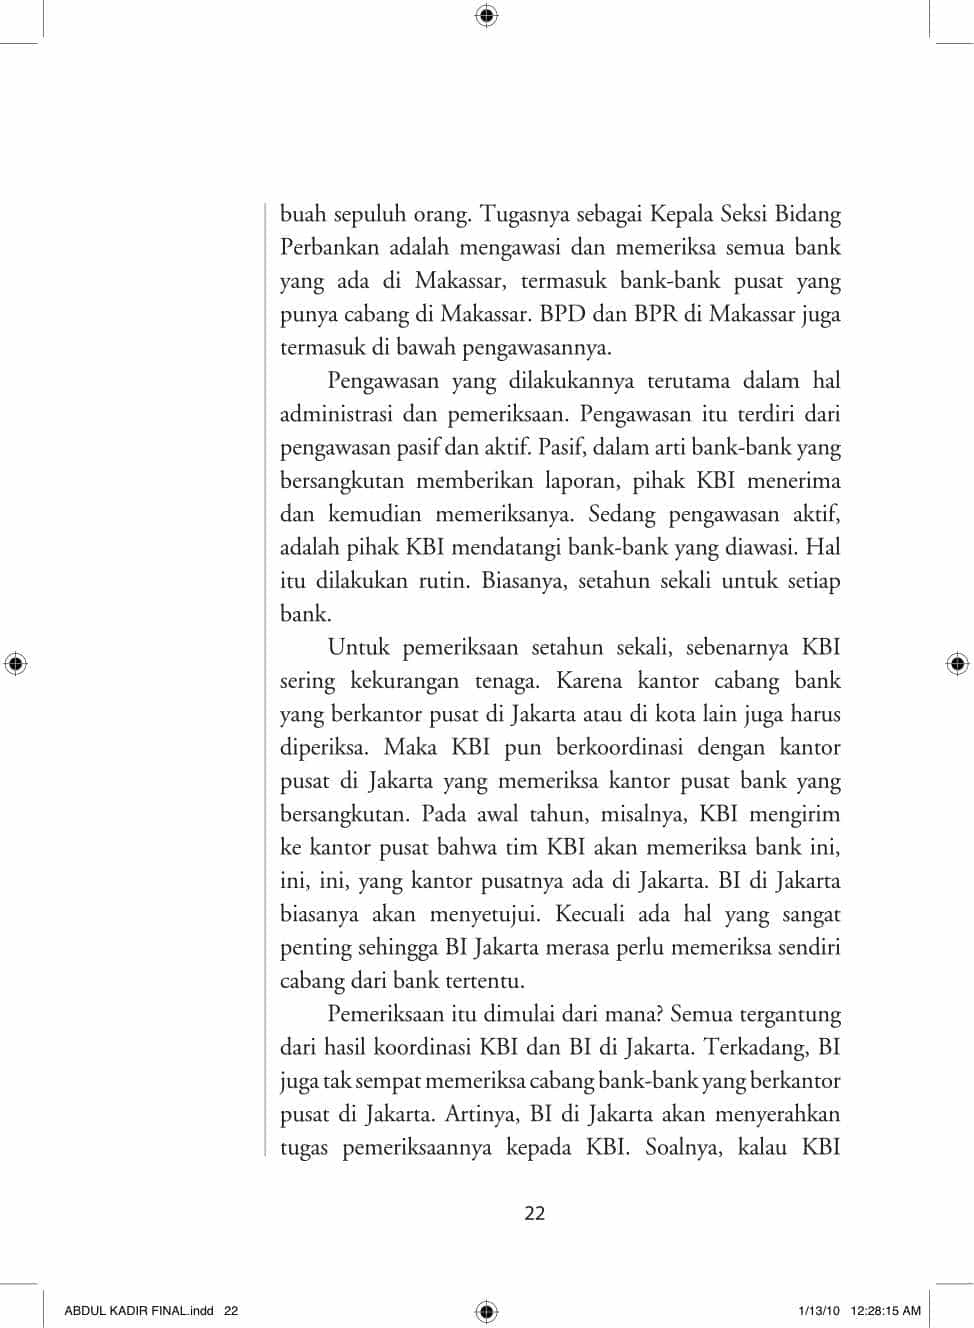 buah sepuluh orang. Tugasnya sebagai Kepala Seksi Bidang
Perbankan adalah mengawasi dan memeriksa semua bank
yang ada di Makassar, termasuk bank-bank pusat yang
punya cabang di Makassar. BPD dan BPR di Makassar juga
termasuk di bawah pengawasannya.
Pengawasan yang dilakukannya terutama dalam hal
administrasi dan pemeriksaan. Pengawasan itu terdiri dari
pengawasan pasif dan aktif. Pasif, dalam arti bank-bank yang
bersangkutan memberikan laporan, pihak KBI menerima
dan kemudian memeriksanya. Sedang pengawasan aktif,
adalah pihak KBI mendatangi bank-bank yang diawasi. Hal
itu dilakukan rutin. Biasanya, setahun sekali untuk setiap
bank.
Untuk pemeriksaan setahun sekali, sebenarnya KBI
sering kekurangan tenaga. Karena kantor cabang bank
yang berkantor pusat di Jakarta atau di kota lain juga harus
diperiksa. Maka KBI pun berkoordinasi dengan kantor
pusat di Jakarta yang memeriksa kantor pusat bank yang
bersangkutan. Pada awal tahun, misalnya, KBI mengirim
ke kantor pusat bahwa tim KBI akan memeriksa bank ini,
ini, ini, yang kantor pusatnya ada di Jakarta. BI di Jakarta
biasanya akan menyetujui. Kecuali ada hal yang sangat
penting sehingga BI Jakarta merasa perlu memeriksa sendiri
cabang dari bank tertentu.
Pemeriksaan itu dimulai dari mana? Semua tergantung
dari hasil koordinasi KBI dan BI di Jakarta. Terkadang, BI
juga tak sempat memeriksa cabang bank-bank yang berkantor
pusat di Jakarta. Artinya, BI di Jakarta akan menyerahkan
tugas pemeriksaannya kepada KBI. Soalnya, kalau KBI
22
ABDUL KADIR FINAL.indd 22
1/13/10 12:28:15 AM